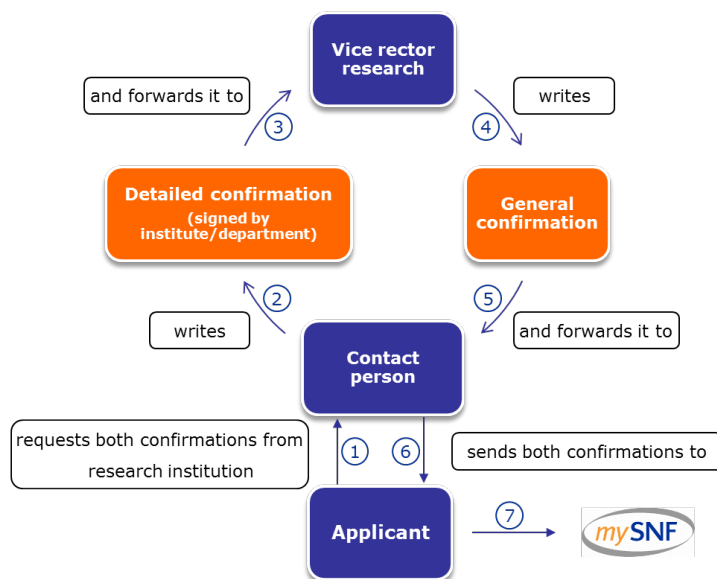 Vice rector
research
and forwards it to
writes
3
4
Detailed confirmation
(signed by
institute/department)
General
confirmation
2
5
writes
and forwards it to
Contact
person
requests both confirmations from
research institution
1
6
sends both confirmations to
Applicant
7
mySNF